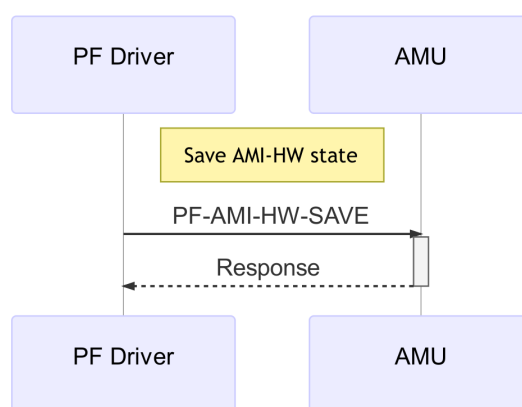 PF Driver
AMU
Save AMI-HW state
PF-AMI-HW-SAVE
Response
PF Driver
AMU